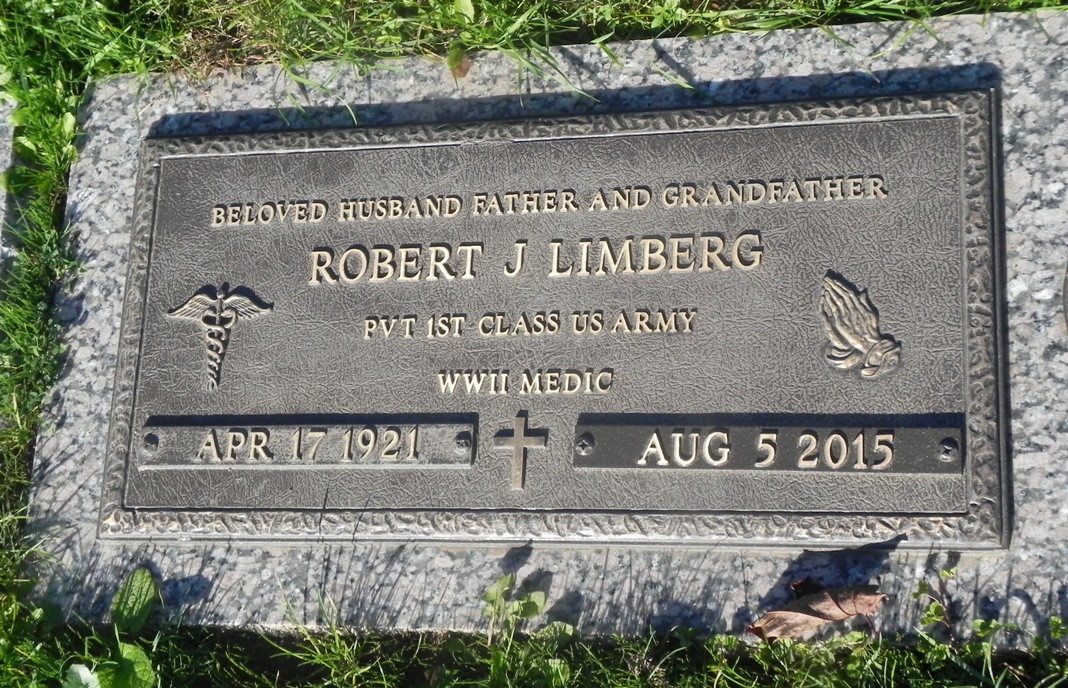 BELOVED HUSBAND FATHER AND GRANDFATHER
ROBERT J LIMBERG
PVT 1ST CLASS US ARMY
WWII MEDIC
APR 17 1921
AUG 5 2015